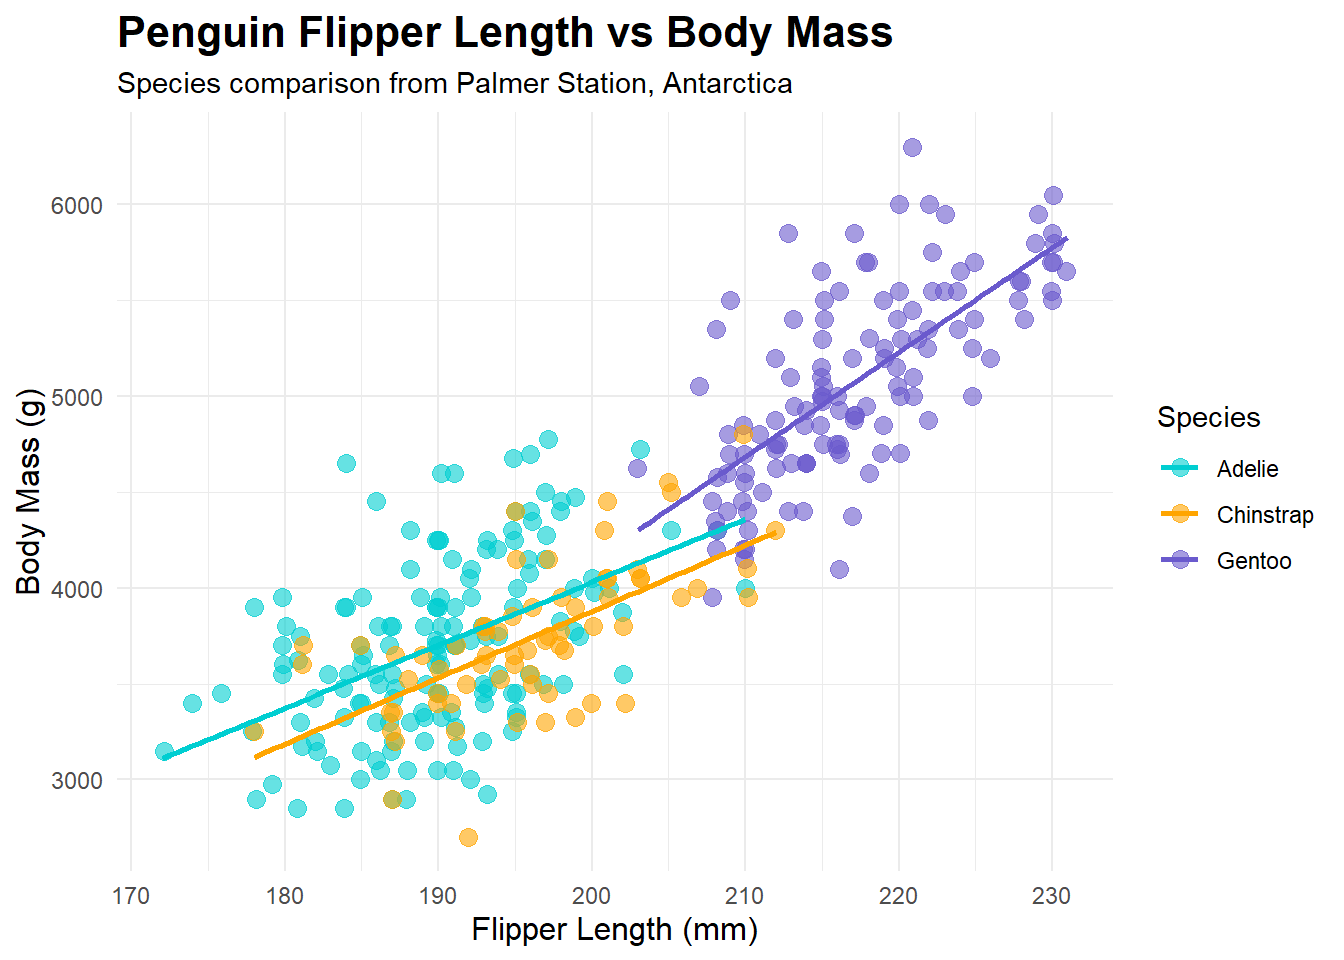 Penguin Flipper Length vs Body Mass
Species comparison from Palmer Station, Antarctica
Body Mass (g)
6000
5000
4000
3000
170 180 190 200 210 220 230
Flipper Length (mm)
Species
Adelie
Chinstrap
Gentoo